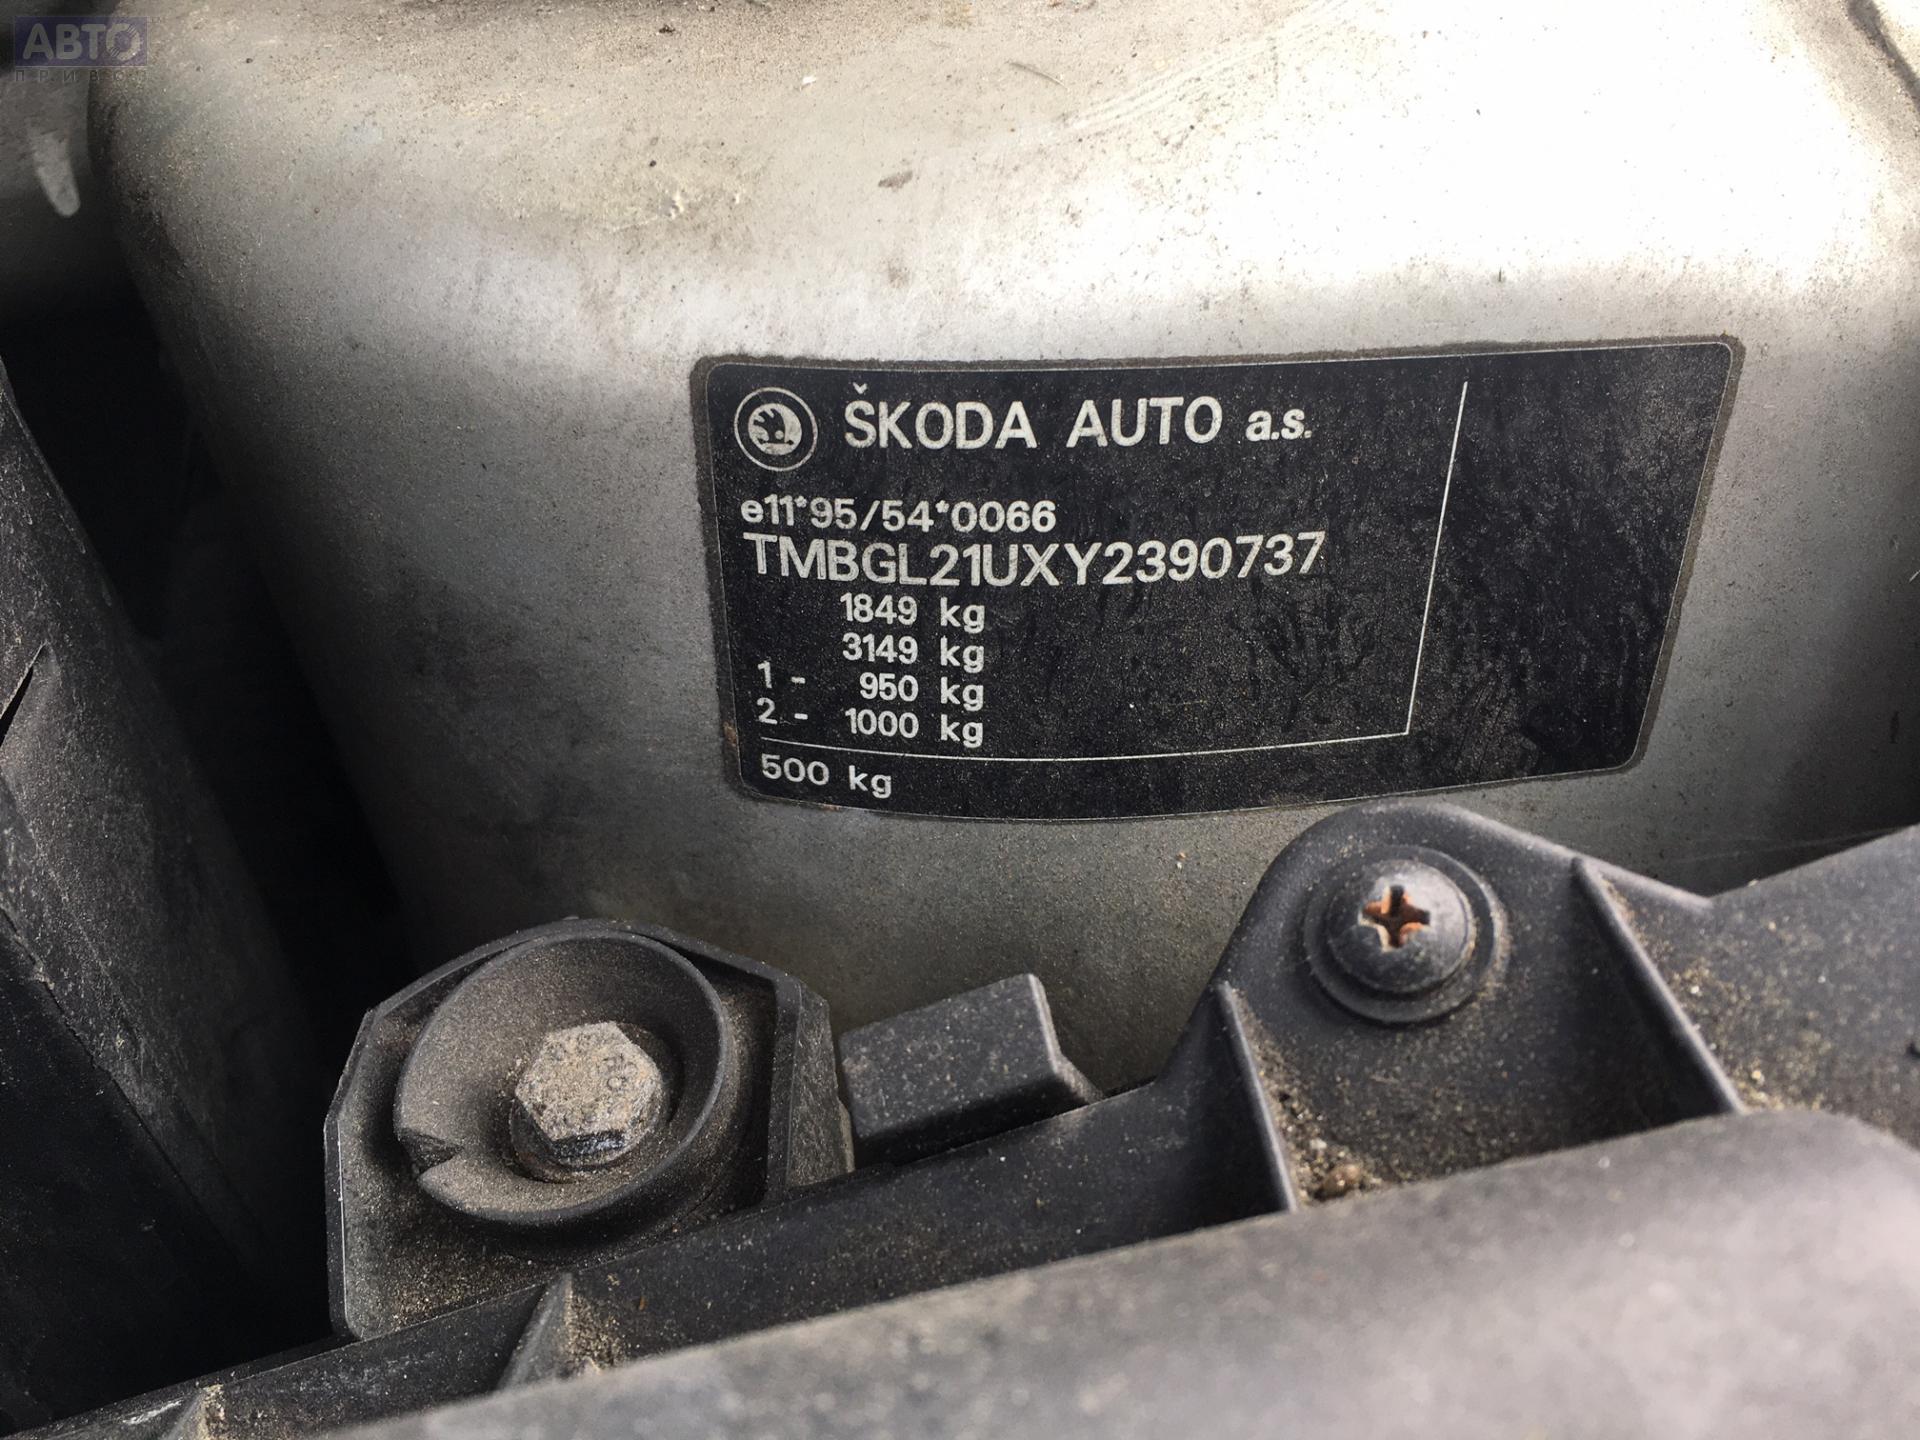 АВТО
ПРИВОЗ
ŠKODA AUTO a.s.
e11*95/54*0066
TMBGL21UXY2390737
1849 kg
3149 kg
1 - 950 kg
2 - 1000 kg
500 kg